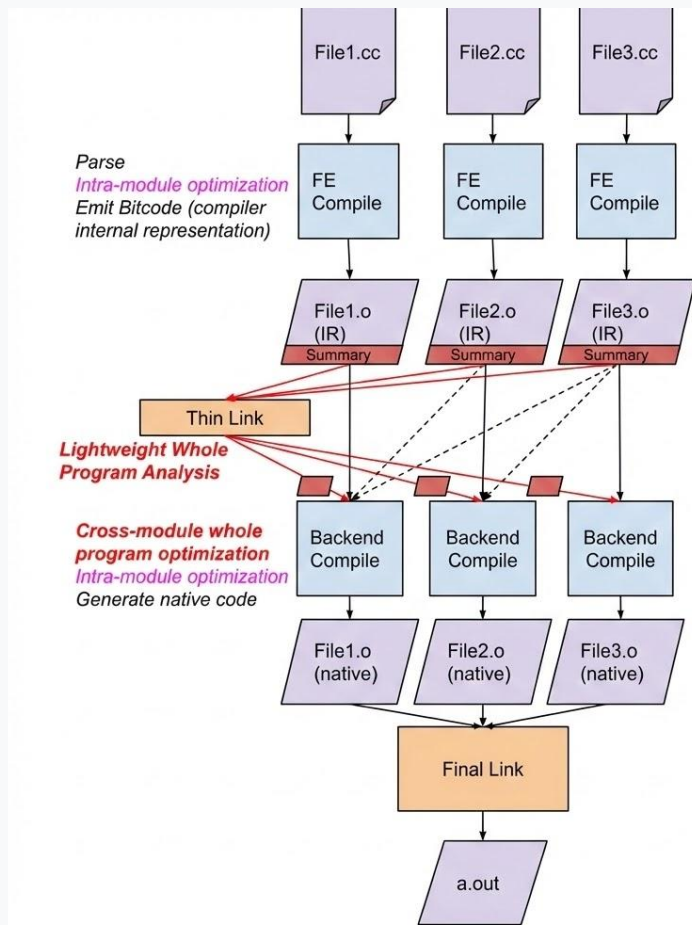 File1.cc
File2.cc
File3.cc
Parse
Intra-module optimization
Emit Bitcode (compiler
internal representation)
FE
Compile
FE
Compile
FE
Compile
File1.o
(IR)
Summary
File2.o
(IR)
Summary
File3.o
(IR)
Summary
Thin Link
Lightweight Whole
Program Analysis
Cross-module whole
program optimization
Intra-module optimization
Generate native code
Backend
Compile
Backend
Compile
Backend
Compile
File1.o
(native)
File2.o
(native)
File3.o
(native)
Final Link
a.out